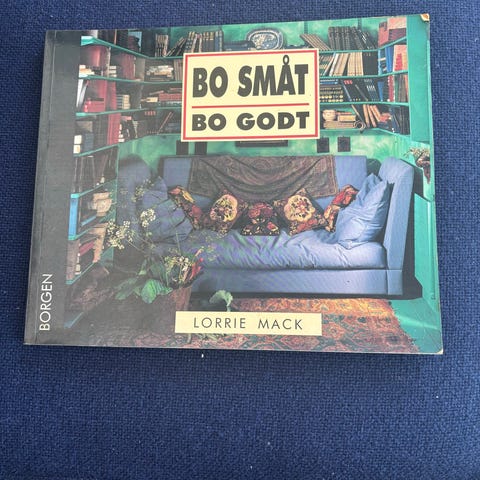 BO SMÅT
BO GODT
LORRIE MACK
BORGEN